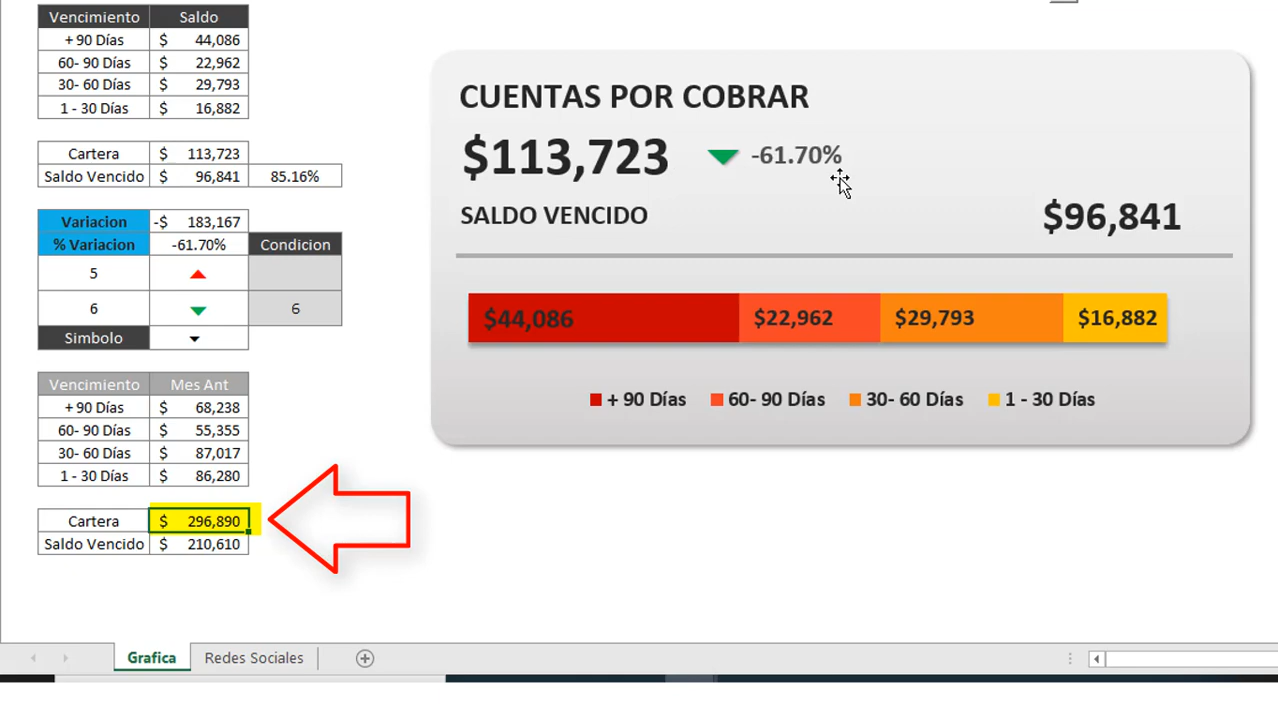 Vencimiento Saldo
+ 90 Días $ 44,086
60- 90 Días $ 22,962
30- 60 Días $ 29,793
1 - 30 Días $ 16,882
Cartera $ 113,723
Saldo Vencido $ 96,841 85.16%
Variacion -$ 183,167
% Variacion -61.70% Condicion
5
6 6
Simbolo
Vencimiento Mes Ant
+ 90 Días $ 68,238
60- 90 Días $ 55,355
30- 60 Días $ 87,017
1 - 30 Días $ 86,280
Cartera $ 296,890
Saldo Vencido $ 210,610
CUENTAS POR COBRAR
$113,723 -61.70%
SALDO VENCIDO $96,841
$44,086 $22,962 $29,793 $16,882
+ 90 Días 60- 90 Días 30- 60 Días 1 - 30 Días
Grafica Redes Sociales